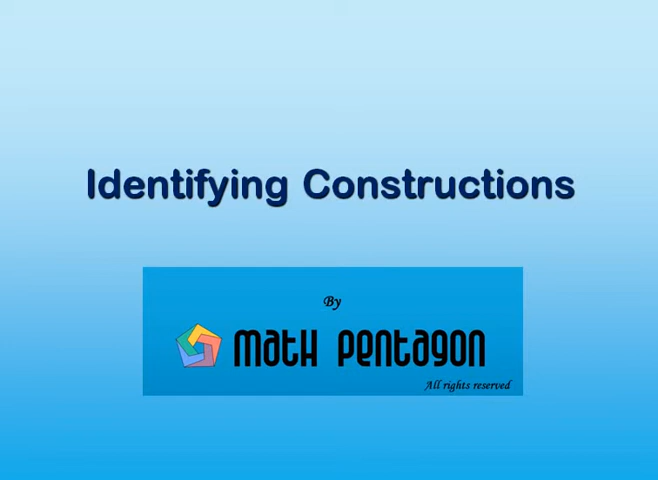 Identifying Constructions
By
math pentagon
All rights reserved